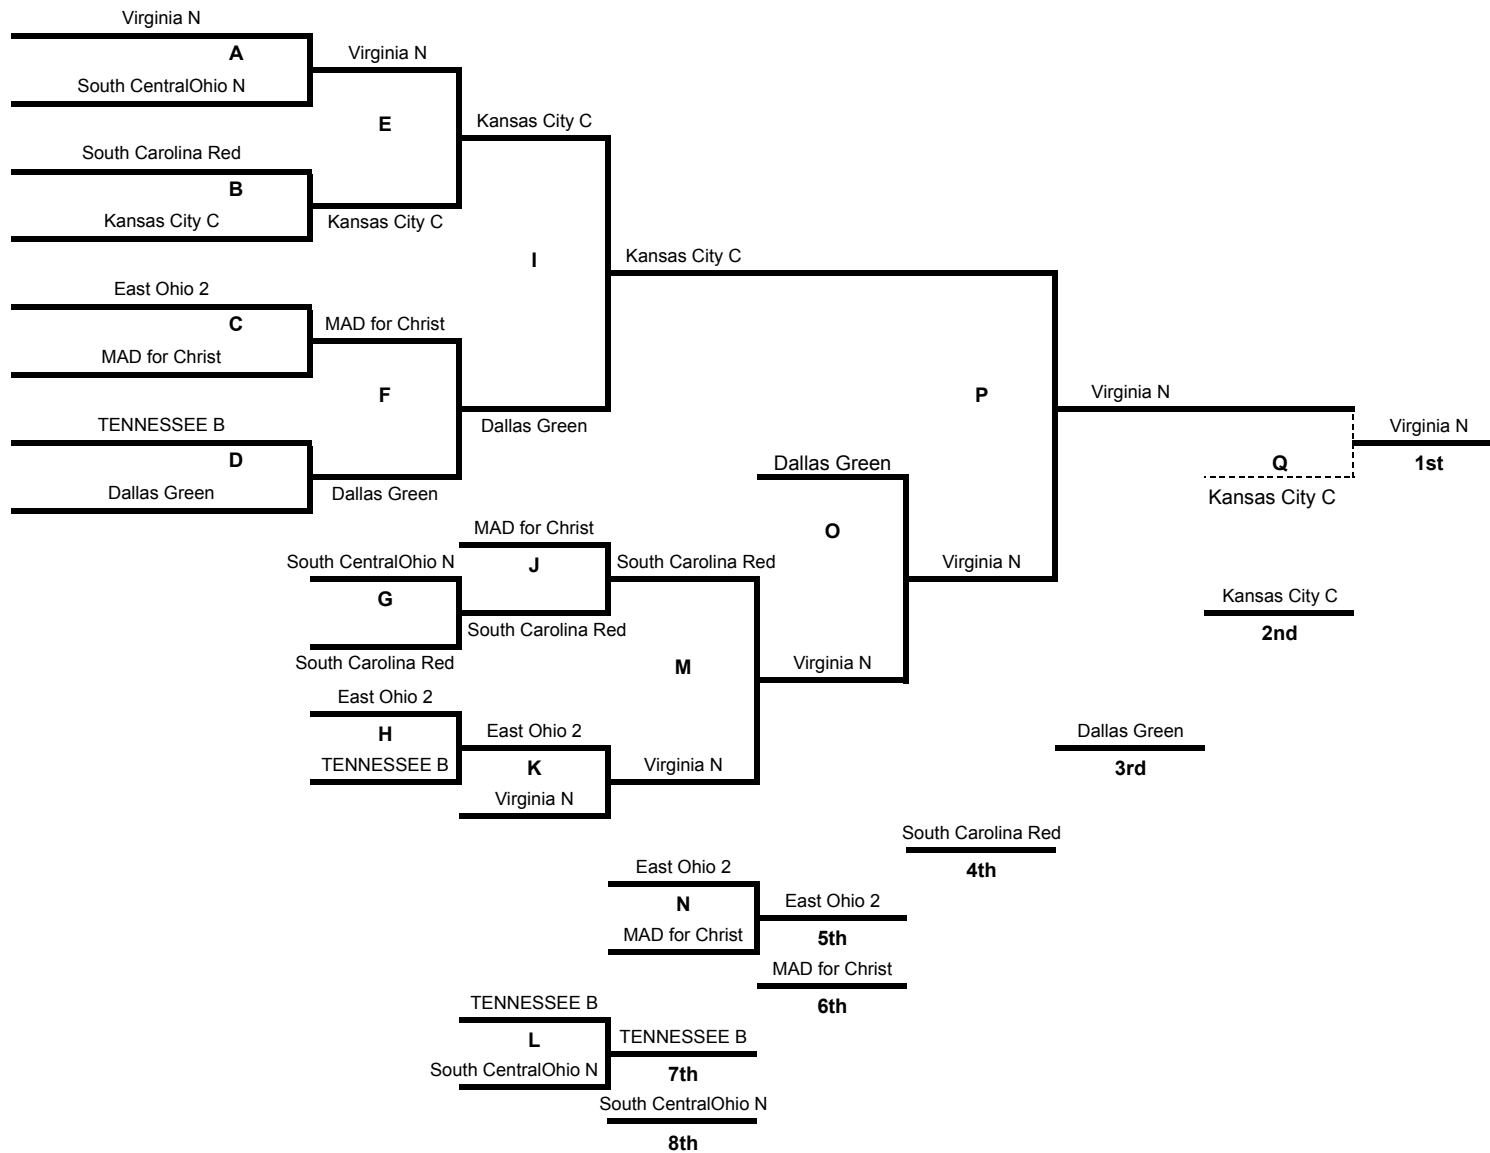 Virginia N
A
Virginia N
South CentralOhio N
E
Kansas City C
South Carolina Red
B
Kansas City C
Kansas City C
I
Kansas City C
East Ohio 2
C
MAD for Christ
MAD for Christ
F
P
Virginia N
Dallas Green
TENNESSEE B
D
Dallas Green
Dallas Green
Virginia N
1st
Q
Kansas City C
Dallas Green
O
MAD for Christ
South CentralOhio N
J
South Carolina Red
Virginia N
G
South Carolina Red
South Carolina Red
Kansas City C
2nd
M
Virginia N
East Ohio 2
H
East Ohio 2
TENNESSEE B
K
Virginia N
Virginia N
Dallas Green
3rd
South Carolina Red
4th
East Ohio 2
N
East Ohio 2
MAD for Christ
5th
MAD for Christ
6th
TENNESSEE B
L
TENNESSEE B
South CentralOhio N
7th
South CentralOhio N
8th